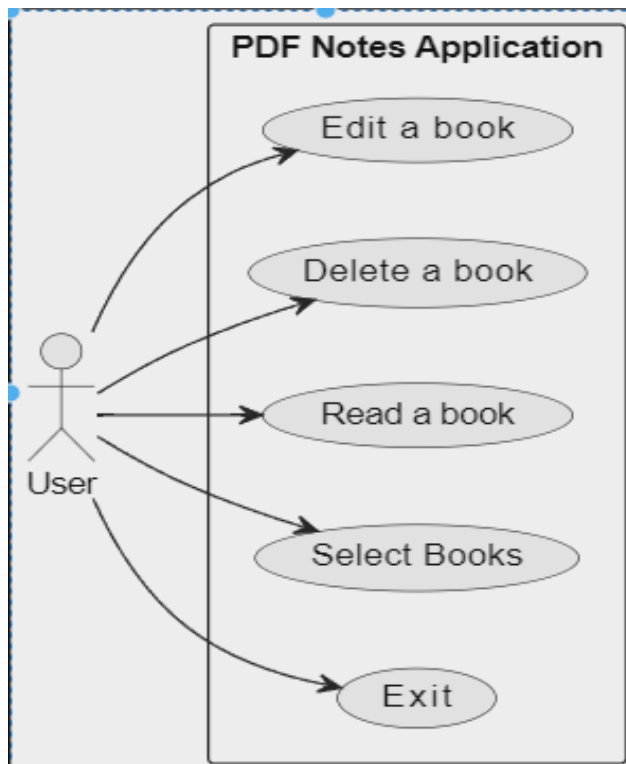 PDF Notes Application
Edit a book
Delete a book
Read a book
User
Select Books
Exit